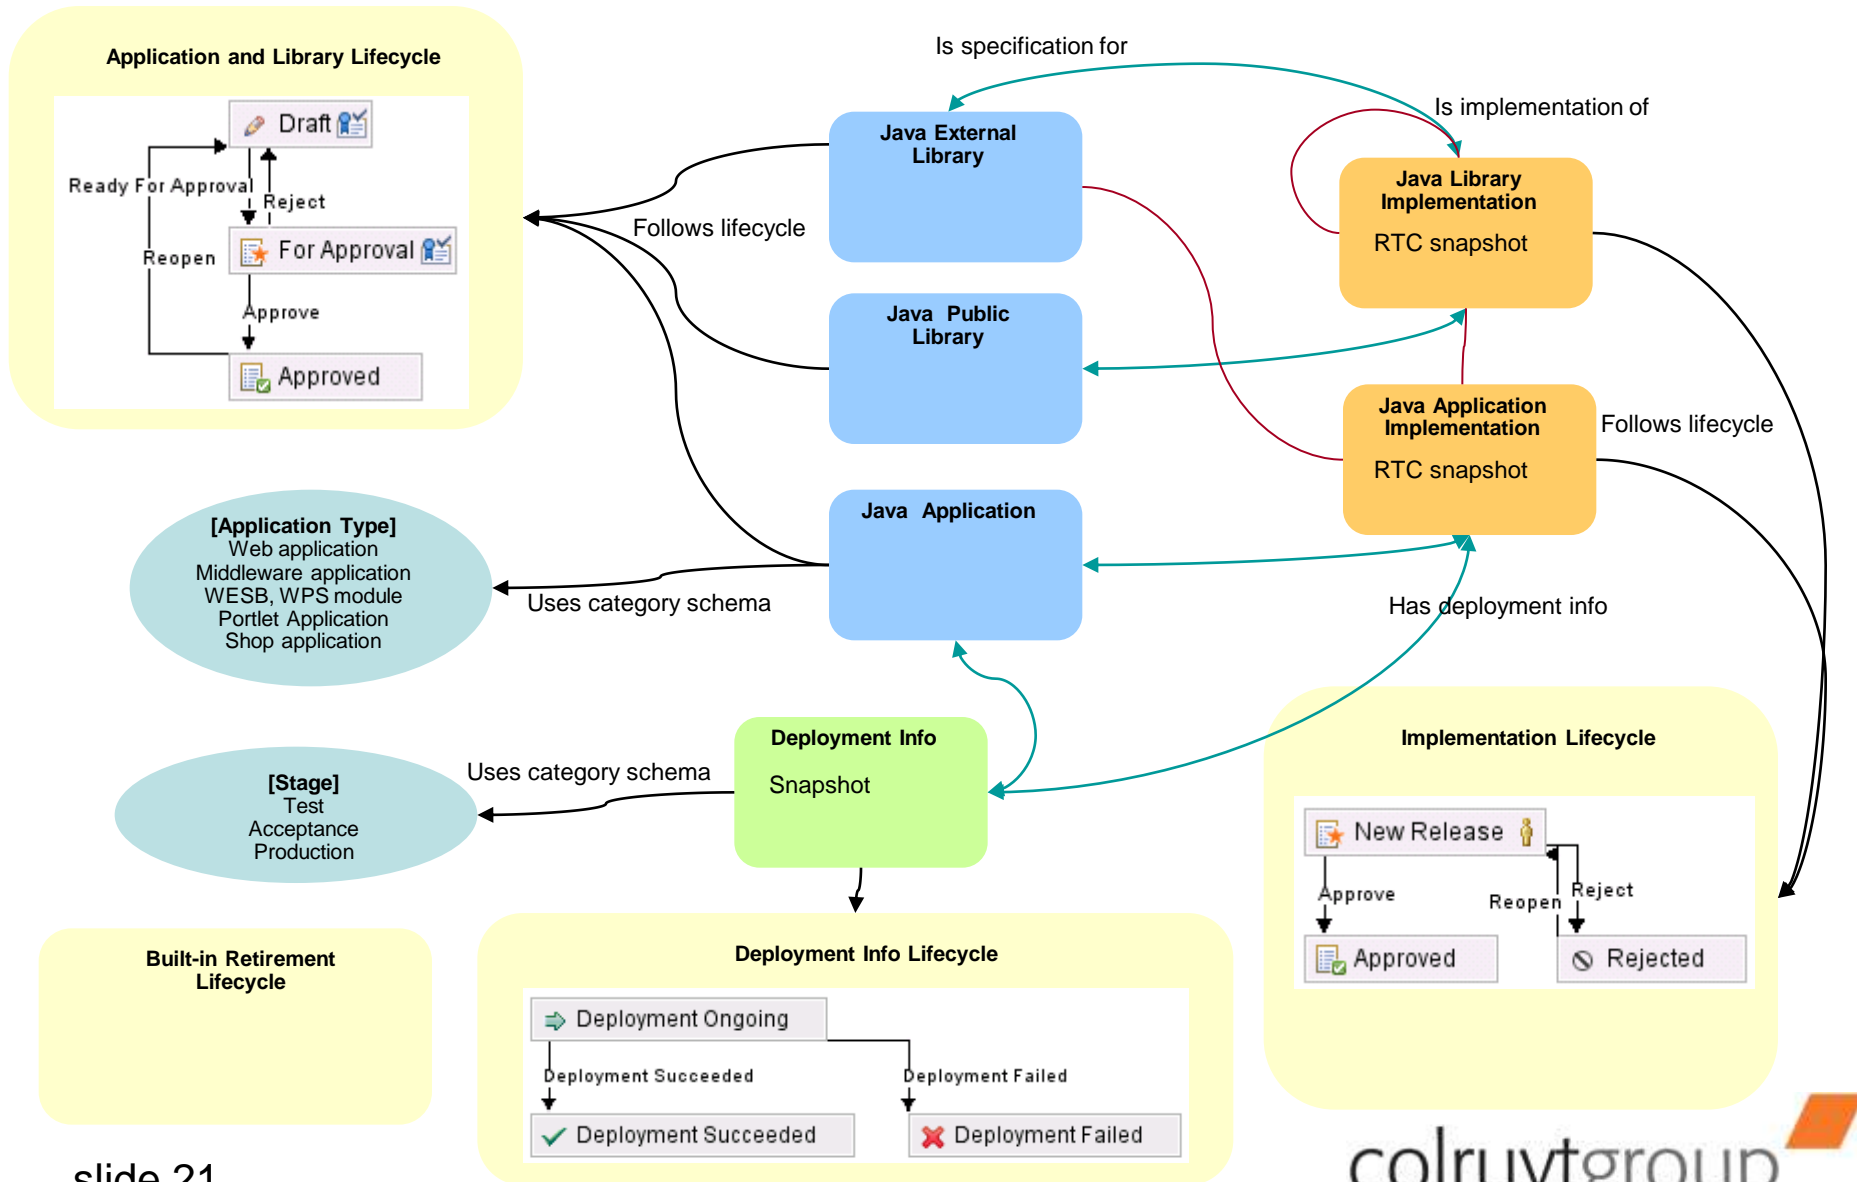 Application and Library Lifecycle
Draft
Ready For Approval
Reject
For Approval
Reopen
Approve
Approved
Is specification for
Is implementation of
Follows lifecycle
Java External
Library
Java Library
Implementation
RTC snapshot
Java Public
Library
Java Application
Implementation
RTC snapshot
Follows lifecycle
Java Application
[Application Type]
Web application
Middleware application
WESB, WPS module
Portlet Application
Shop application
Uses category schema
Has deployment info
[Stage]
Test
Acceptance
Production
Uses category schema
Deployment Info
Snapshot
Implementation Lifecycle
New Release
Approve
Reopen
Reject
Approved
Rejected
Built-in Retirement
Lifecycle
Deployment Info Lifecycle
Deployment Ongoing
Deployment Succeeded
Deployment Failed
Deployment Succeeded
Deployment Failed
slide 21
colruytgroup